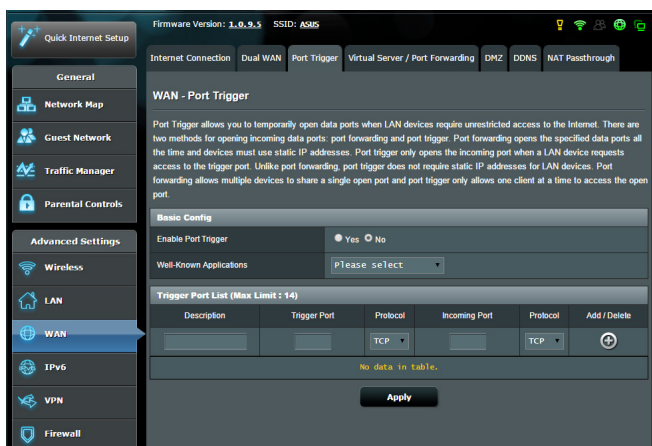 Quick Internet Setup
General
Network Map
Guest Network
Traffic Manager
Parental Controls
Advanced Settings
Wireless
LAN
WAN
IPv6
VPN
Firewall
Firmware Version: 1.0.9.5 SSID: ASUS
Internet Connection Dual WAN Port Trigger Virtual Server / Port Forwarding DMZ DDNS NAT Passthrough
WAN - Port Trigger
Port Trigger allows you to temporarily open data ports when LAN devices require unrestricted access to the Internet. There are
two methods for opening incoming data ports: port forwarding and port trigger. Port forwarding opens the specified data ports all
the time and devices must use static IP addresses. Port trigger only opens the incoming port when a LAN device requests
access to the trigger port. Unlike port forwarding, port trigger does not require static IP addresses for LAN devices. Port
forwarding allows multiple devices to share a single open port and port trigger only allows one client at a time to access the open
port.
Basic Config
Enable Port Trigger Yes No
Well-Known Applications Please select
Trigger Port List (Max Limit : 14)
Description Trigger Port Protocol Incoming Port Protocol Add / Delete
TCP TCP
No data in table.
Apply